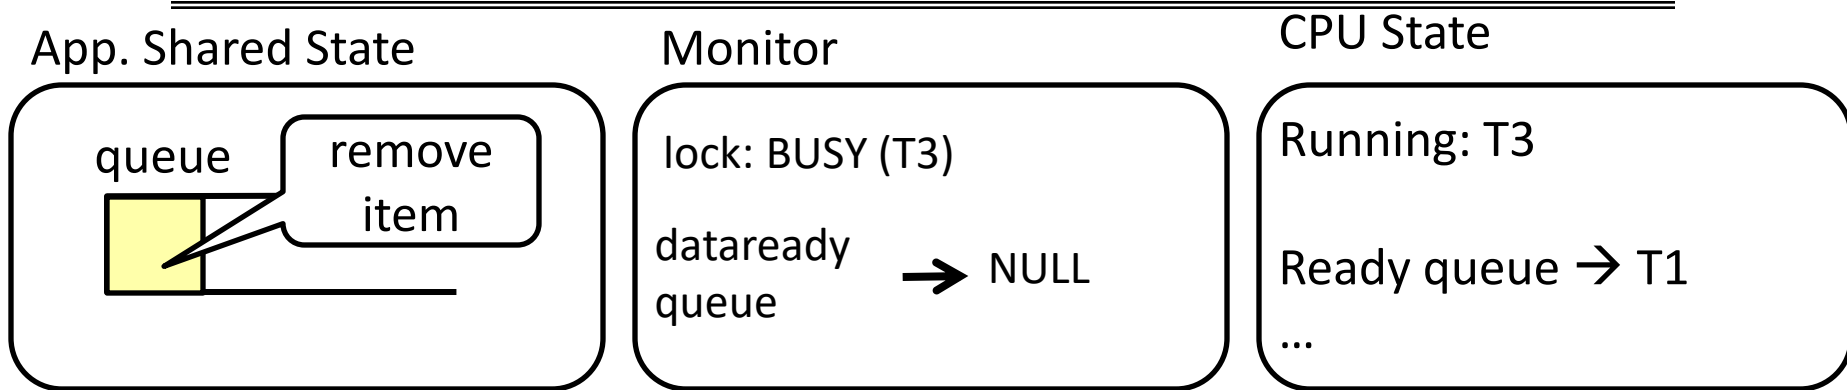 App. Shared State
queue
remove
item
Monitor
lock: BUSY (T3)
dataready
queue
→ NULL
CPU State
Running: T3
Ready queue → T1
...